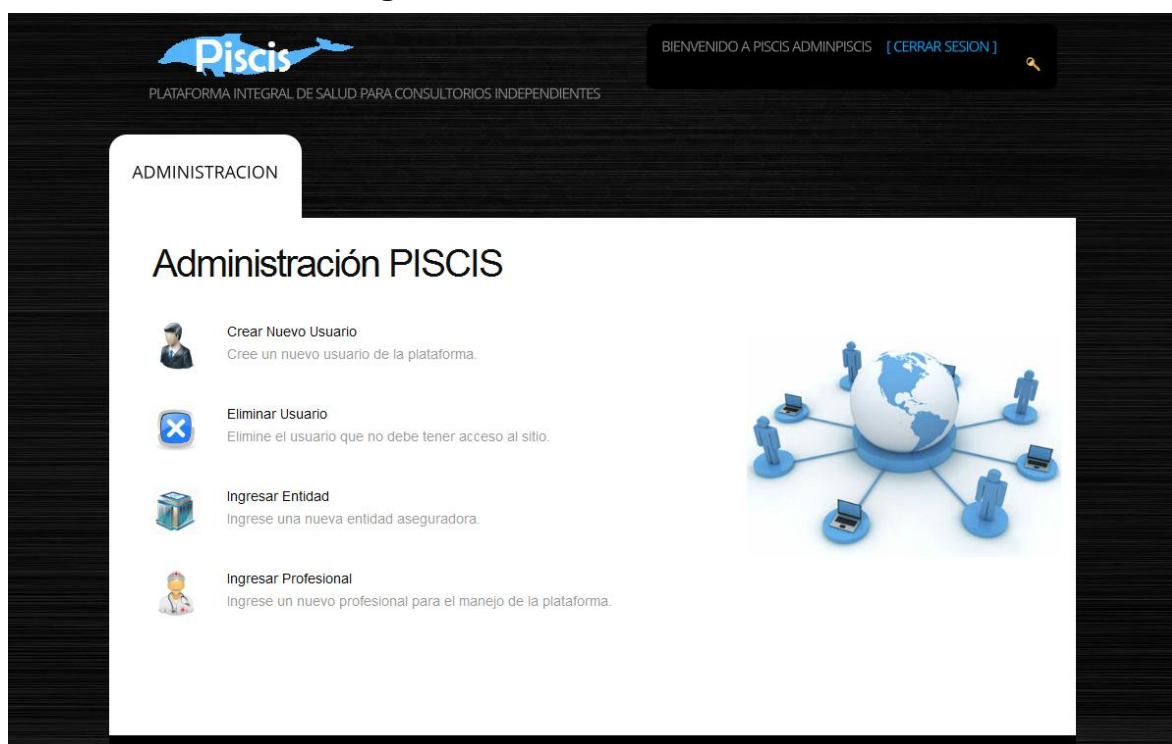 Piscis
BIENVENIDO A PISCIS ADMINPISCIS [ CERRAR SESION ]
PLATAFORMA INTEGRAL DE SALUD PARA CONSULTORIOS INDEPENDIENTES
ADMINISTRACION
Administración PISCIS
Crear Nuevo Usuario
Cree un nuevo usuario de la plataforma.
Eliminar Usuario
Elimine el usuario que no debe tener acceso al sitio.
Ingresar Entidad
Ingrese una nueva entidad aseguradora.
Ingresar Profesional
Ingrese un nuevo profesional para el manejo de la plataforma.